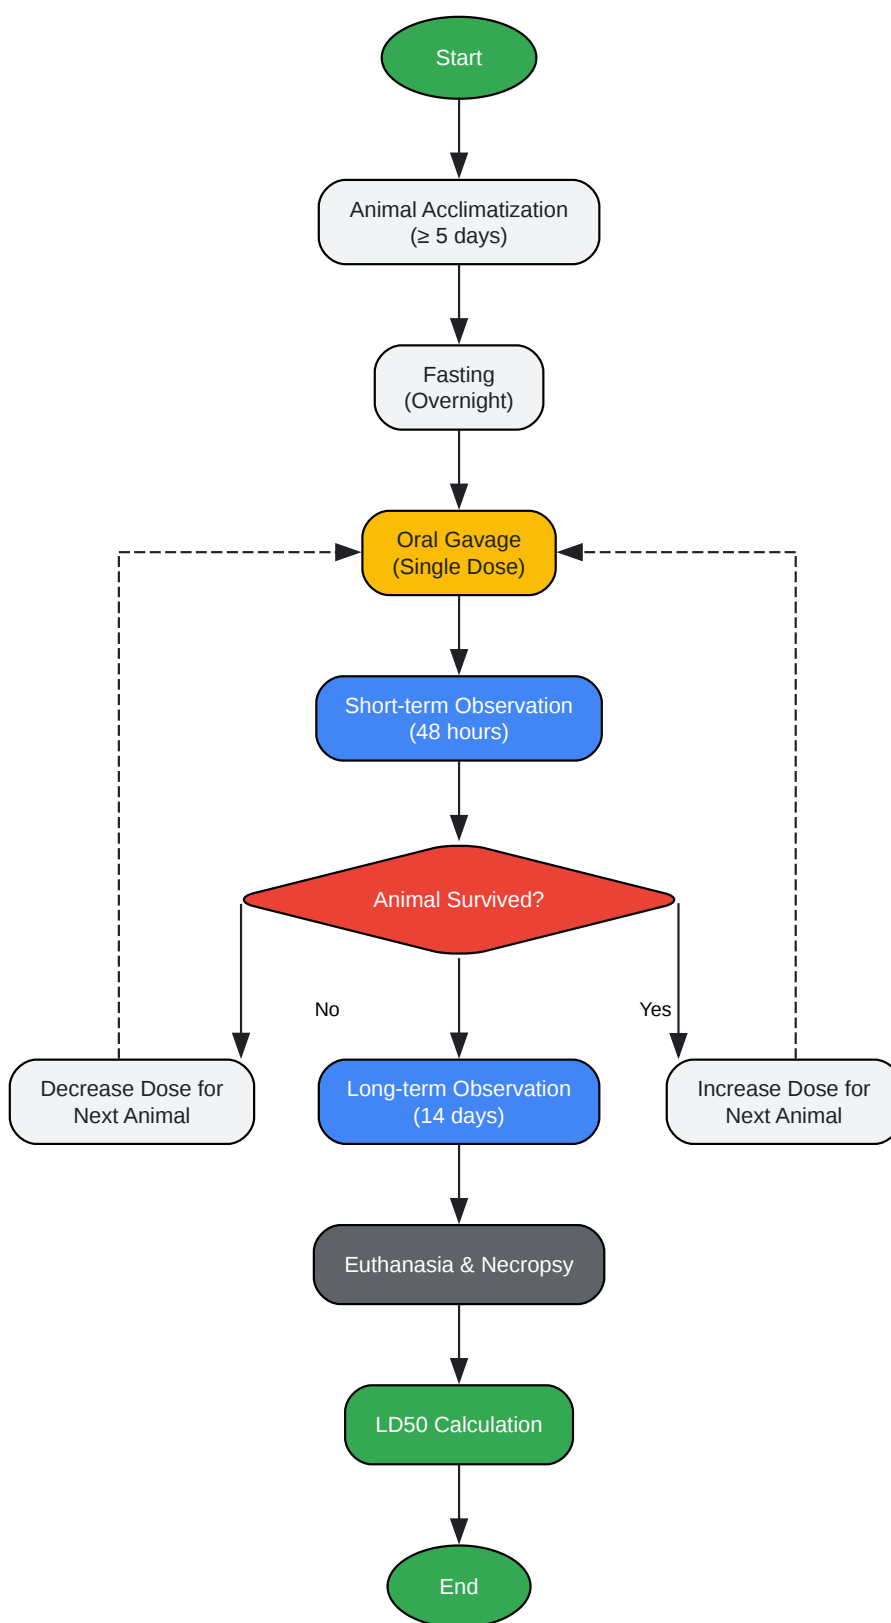 Start
Animal Acclimatization
(≥ 5 days)
Fasting
(Overnight)
Oral Gavage
(Single Dose)
Short-term Observation
(48 hours)
Animal Survived?
No
Yes
Decrease Dose for
Next Animal
Long-term Observation
(14 days)
Increase Dose for
Next Animal
Euthanasia & Necropsy
LD50 Calculation
End